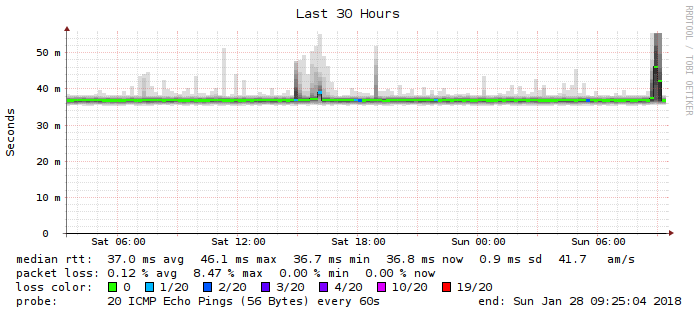 Last 30 Hours
RRDTOOL / TOBI OETIKER
Seconds
50 m
40 m
30 m
20 m
10 m
0
Sat 06:00 Sat 12:00 Sat 18:00 Sun 00:00 Sun 06:00
median rtt: 37.0 ms avg 46.1 ms max 36.7 ms min 36.8 ms now 0.9 ms sd 41.7 am/s
packet loss: 0.12 % avg 8.47 % max 0.00 % min 0.00 % now
loss color: 0 1/20 2/20 3/20 4/20 10/20 19/20
probe: 20 ICMP Echo Pings (56 Bytes) every 60s end: Sun Jan 28 09:25:04 2018